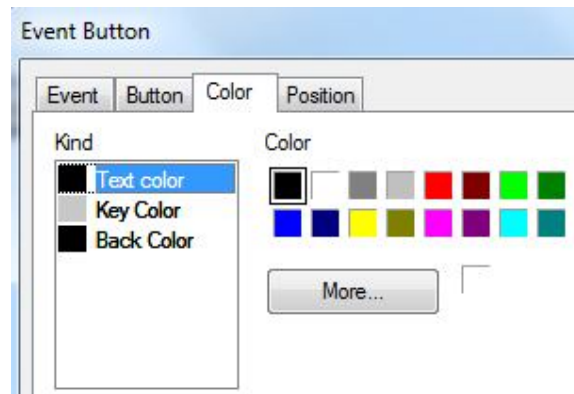 Event Button
Event Button Color Position
Kind
Color
Text color
Key Color
Back Color
More...